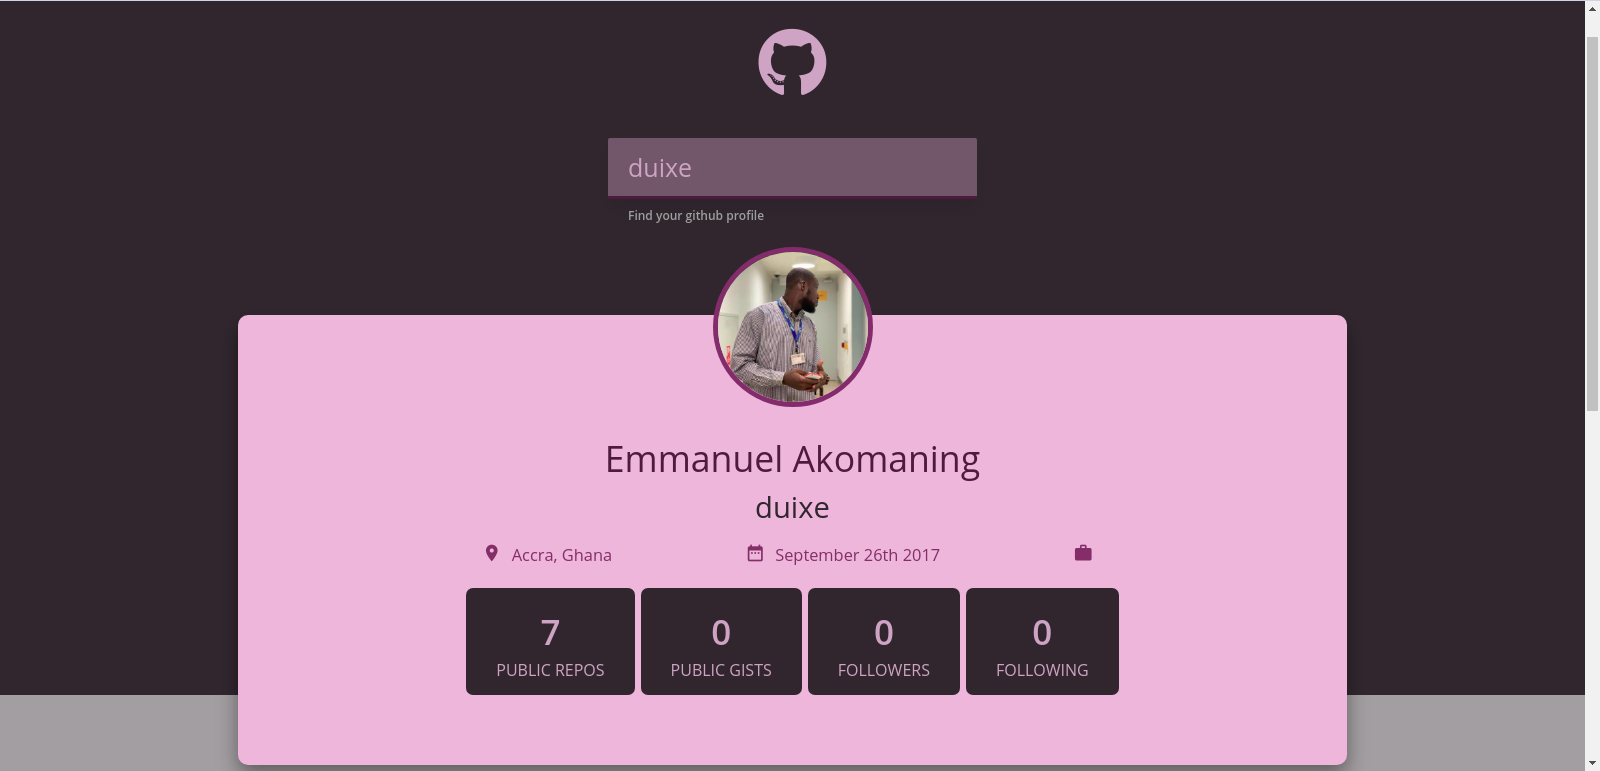 duixe
Find your github profile
Emmanuel Akomaning
duixe
Accra, Ghana
September 26th 2017
7
PUBLIC REPOS
0
PUBLIC GISTS
0
FOLLOWERS
0
FOLLOWING